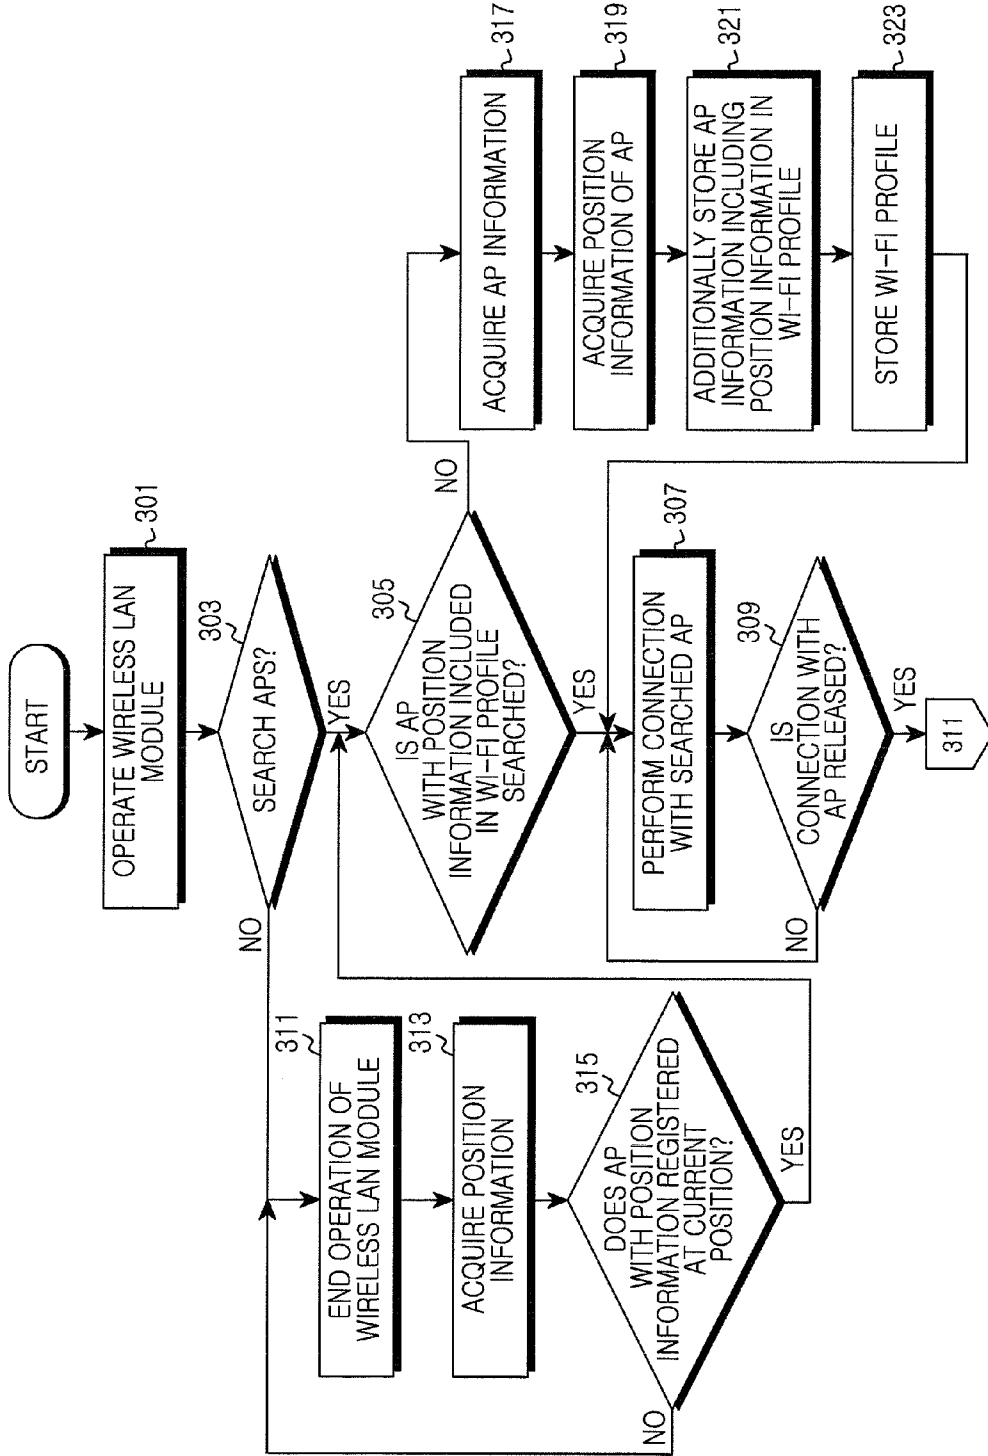 START
OPERATE WIRELESS LAN
MODULE
301
303
SEARCH APS?
NO
YES
305
IS AP
WITH POSITION
INFORMATION INCLUDED
IN WI-FI PROFILE
SEARCHED?
NO
YES
307
PERFORM CONNECTION
WITH SEARCHED AP
309
IS
CONNECTION WITH
AP RELEASED?
NO
YES
311
311
END OPERATION OF
WIRELESS LAN MODULE
313
ACQUIRE POSITION
INFORMATION
315
DOES AP
WITH POSITION
INFORMATION REGISTERED
AT CURRENT
POSITION?
NO
YES
ACQUIRE AP INFORMATION
317
ACQUIRE POSITION
INFORMATION OF AP
319
ADDITIONALLY STORE AP
INFORMATION INCLUDING
POSITION INFORMATION IN
WI-FI PROFILE
321
STORE WI-FI PROFILE
323